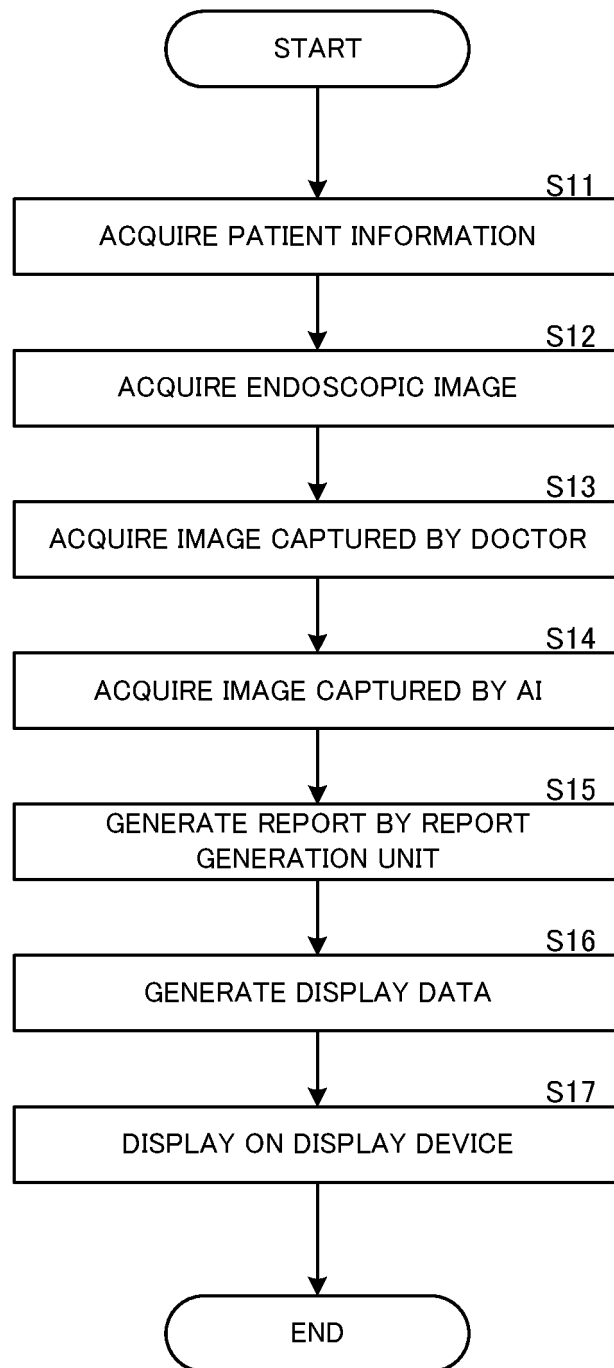 START
S11
ACQUIRE PATIENT INFORMATION
S12
ACQUIRE ENDOSCOPIC IMAGE
S13
ACQUIRE IMAGE CAPTURED BY DOCTOR
S14
ACQUIRE IMAGE CAPTURED BY AI
S15
GENERATE REPORT BY REPORT
GENERATION UNIT
S16
GENERATE DISPLAY DATA
S17
DISPLAY ON DISPLAY DEVICE
END